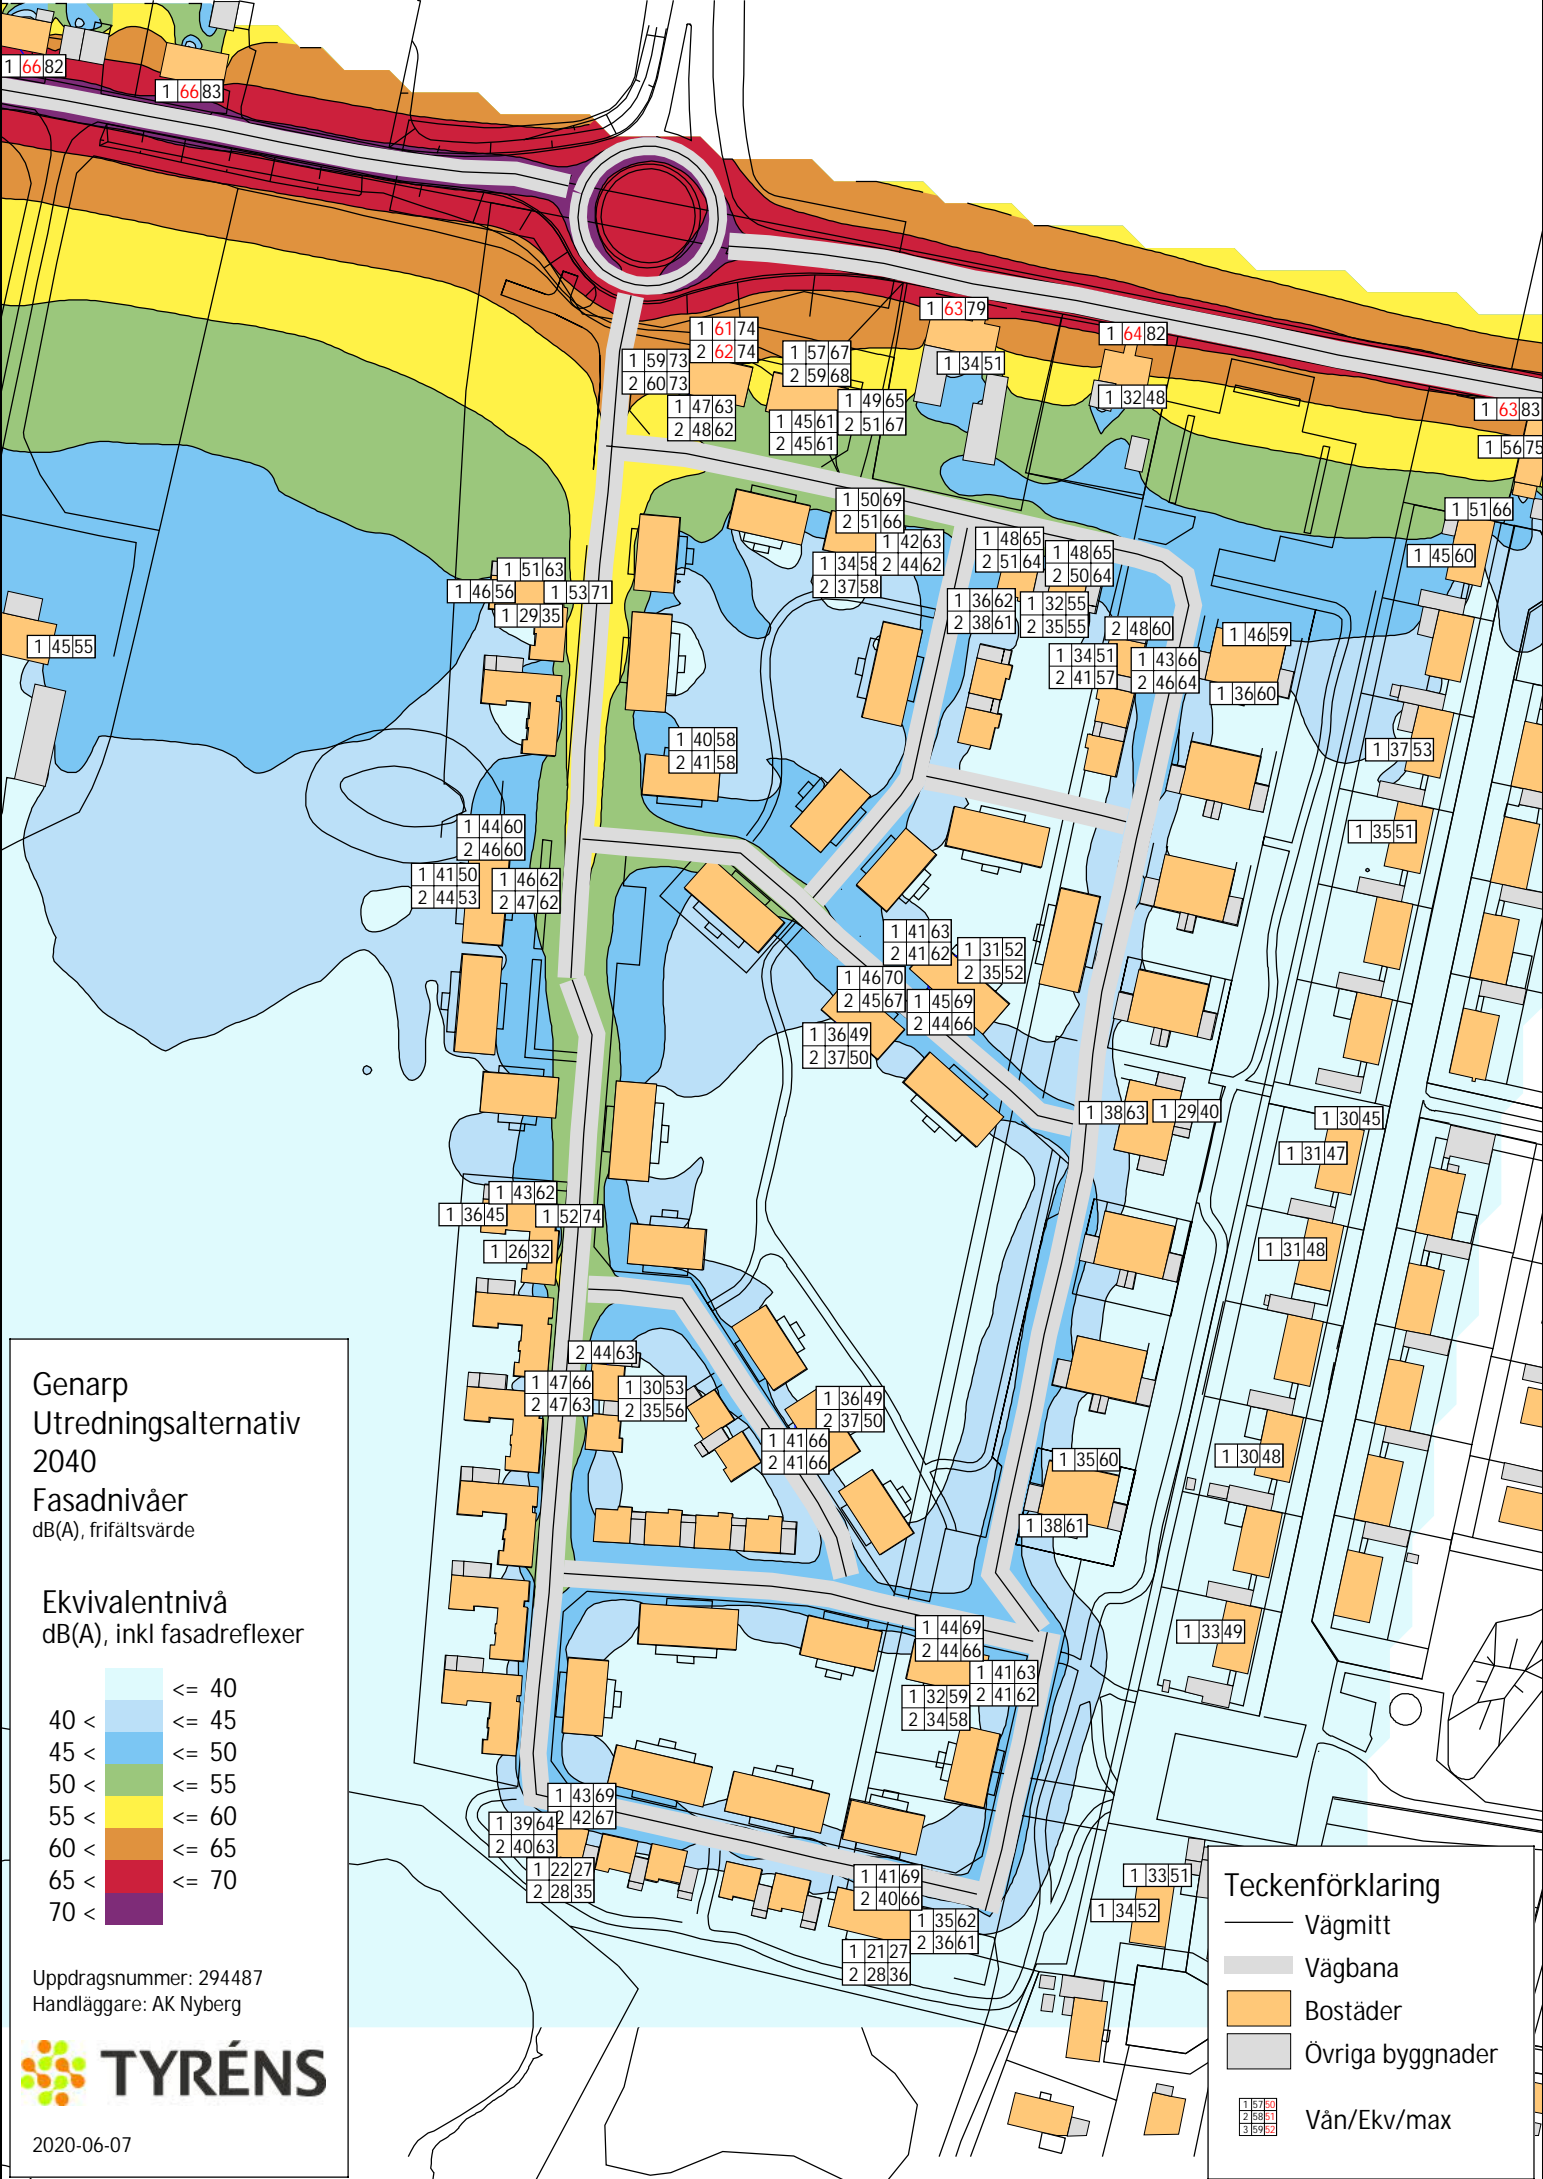 1 66 82
1 66 83
1 63 79
1 61 74
2 62 74
1 64 82
1 57 67
2 59 68
1 59 73
2 60 73
1 34 51
1 32 48
1 49 65
2 51 67
1 47 63
2 48 62
1 63 83
1 45 61
2 45 61
1 56 75
1 50 69
2 51 66
1 51 66
1 42 63
2 44 62
1 48 65
2 51 64
1 48 65
2 50 64
1 45 60
1 51 63
1 34 58
2 37 58
1 46 56
1 53 71
1 36 62
2 38 61
1 32 55
2 35 55
1 29 35
2 48 60
1 46 59
1 45 55
1 34 51
2 41 57
1 43 66
2 46 64
1 36 60
1 40 58
2 41 58
1 37 53
1 44 60
2 46 60
1 35 51
1 41 50
2 44 53
1 46 62
2 47 62
1 41 63
2 41 62
1 31 52
2 35 52
1 46 70
2 45 67
1 45 69
2 44 66
1 36 49
2 37 50
1 38 63
1 29 40
1 30 45
1 31 47
1 43 62
1 36 45
1 52 74
1 26 32
1 31 48
2 44 63
1 47 66
2 47 63
1 30 53
2 35 56
1 36 49
2 37 50
1 41 66
2 41 66
1 35 60
1 30 48
1 38 61
1 44 69
2 44 66
1 33 49
1 41 63
2 41 62
1 32 59
2 34 58
1 43 69
2 42 67
1 39 64
2 40 63
1 22 27
2 28 35
1 41 69
2 40 66
1 33 51
1 34 52
1 35 62
2 36 61
1 21 27
2 28 36
Genarp
Utredningsalternativ
2040
Fasadnivåer
dB(A), frifältsvärde
Ekvivalentnivå
dB(A), inkl fasadreflexer
<= 40
40 < <= 45
45 < <= 50
50 < <= 55
55 < <= 60
60 < <= 65
65 < <= 70
70 <
Uppdragsnummer: 294487
Handläggare: AK Nyberg
TYRÉNS
2020-06-07
Teckenförklaring
Vägmitt
Vägbana
Bostäder
Övriga byggnader
1 57 50
2 58 51
3 59 52
Vån/Ekv/max